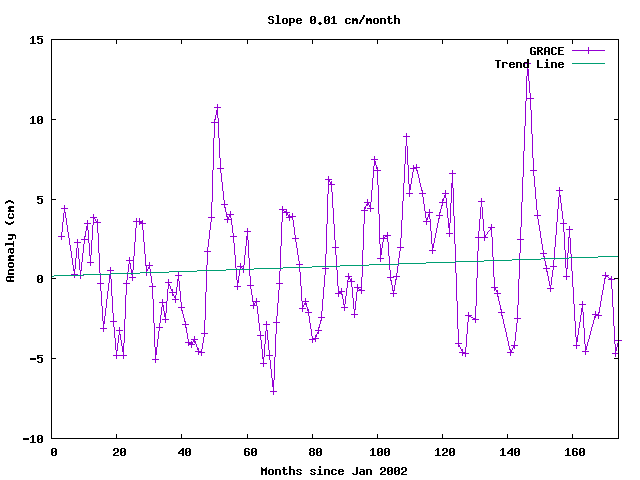 Slope 0.01 cm/month
GRACE
Trend Line
Anomaly (cm)
15
10
5
0
-5
-10
0 20 40 60 80 100 120 140 160
Months since Jan 2002